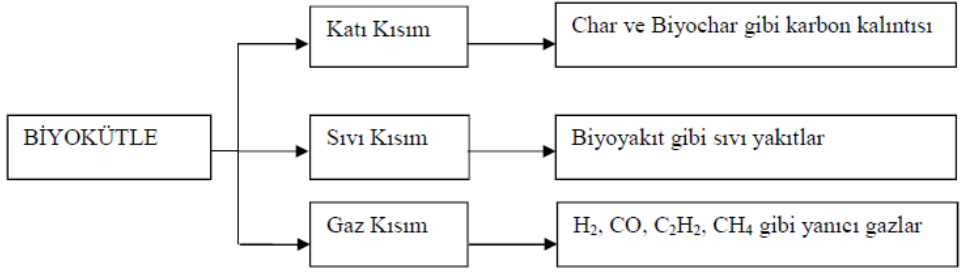 BİYOKÜTLE
Katı Kısım
Char ve Biyochar gibi karbon kalıntısı
Sıvı Kısım
Biyoyakıt gibi sıvı yakıtlar
Gaz Kısım
H₂, CO, C₂H₂, CH₄ gibi yanıcı gazlar